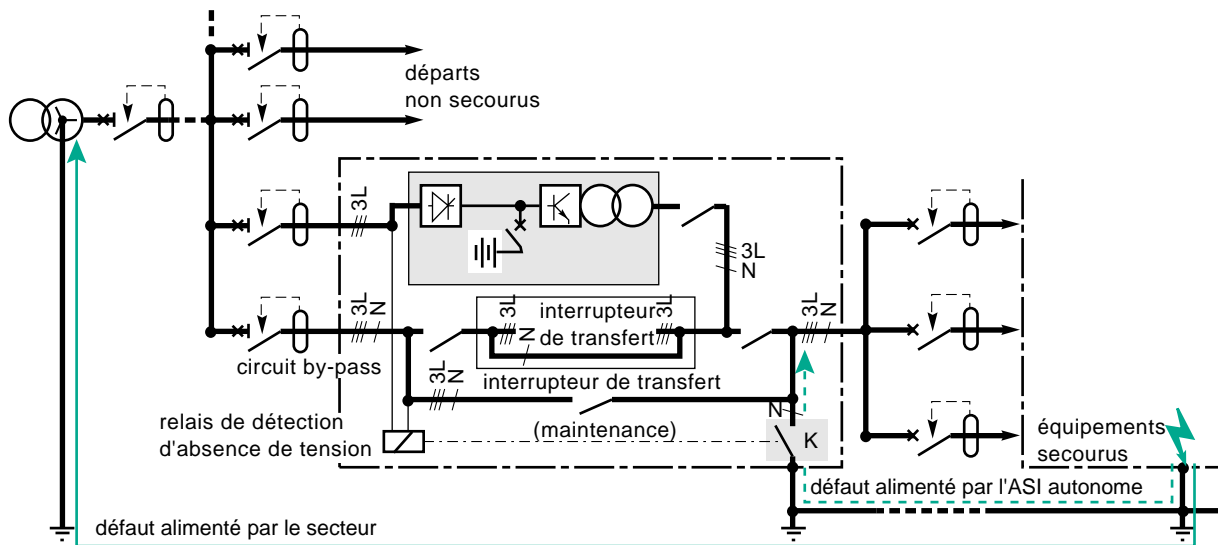 départs
non secourus
3L
3L
N
3L
N
interrupteur
de transfert
3L
N
3L
3L
N
circuit by-pass
interrupteur de transfert
3L
N
relais de détection
d'absence de tension
(maintenance)
N
K
équipements
secourus
défaut alimenté par l'ASI autonome
défaut alimenté par le secteur